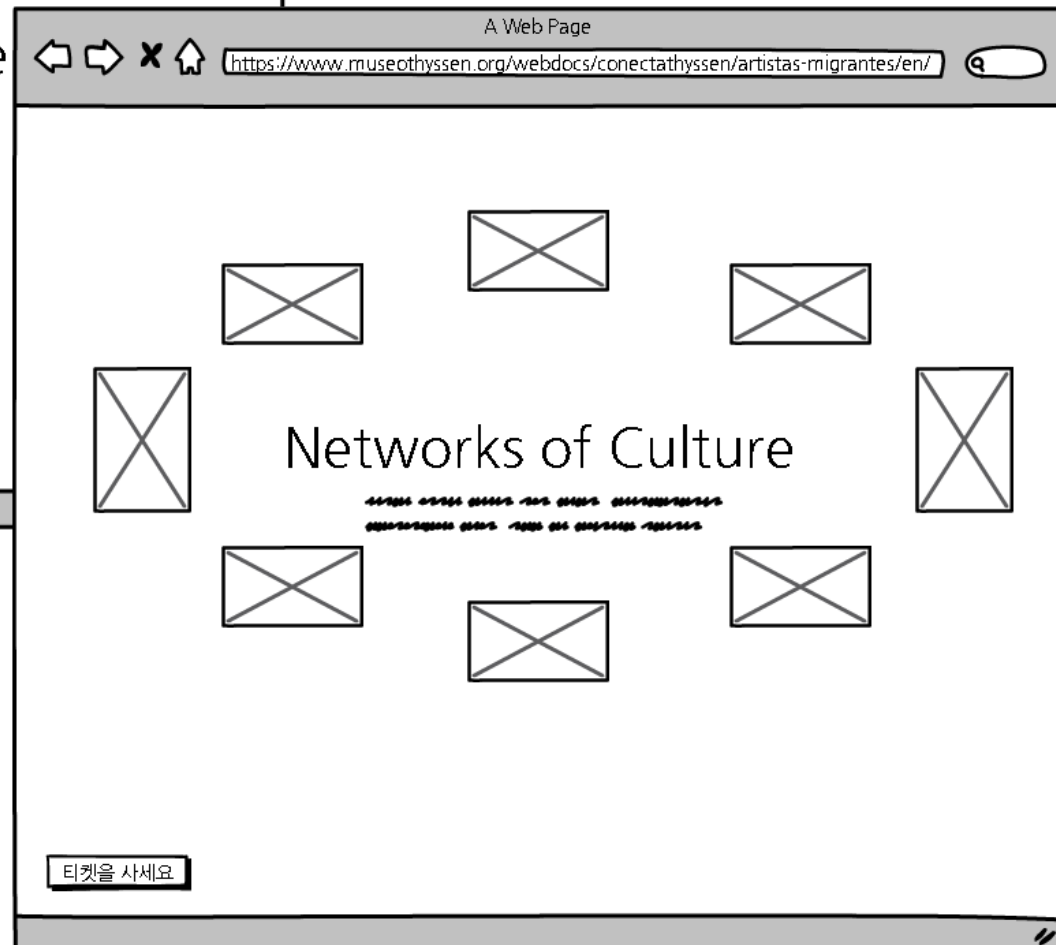 A Web Page
https://www.museothyssen.org/webdocs/conectathyssen/artistas-migrantes/en/
Networks of Culture
티켓을 사세요